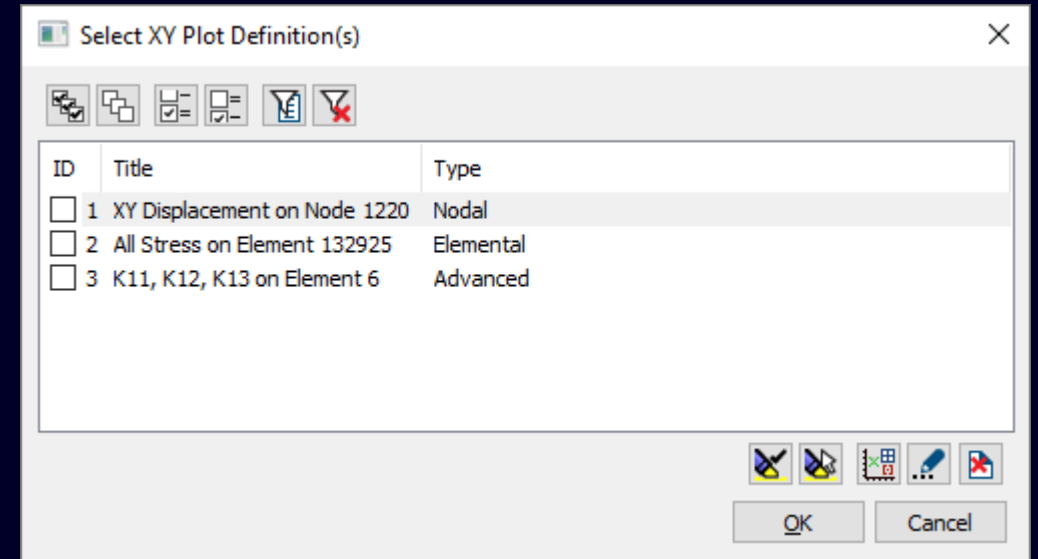 Select XY Plot Definition(s)
ID Title Type
1 XY Displacement on Node 1220 Nodal
2 All Stress on Element 132925 Elemental
3 K11, K12, K13 on Element 6 Advanced
OK Cancel